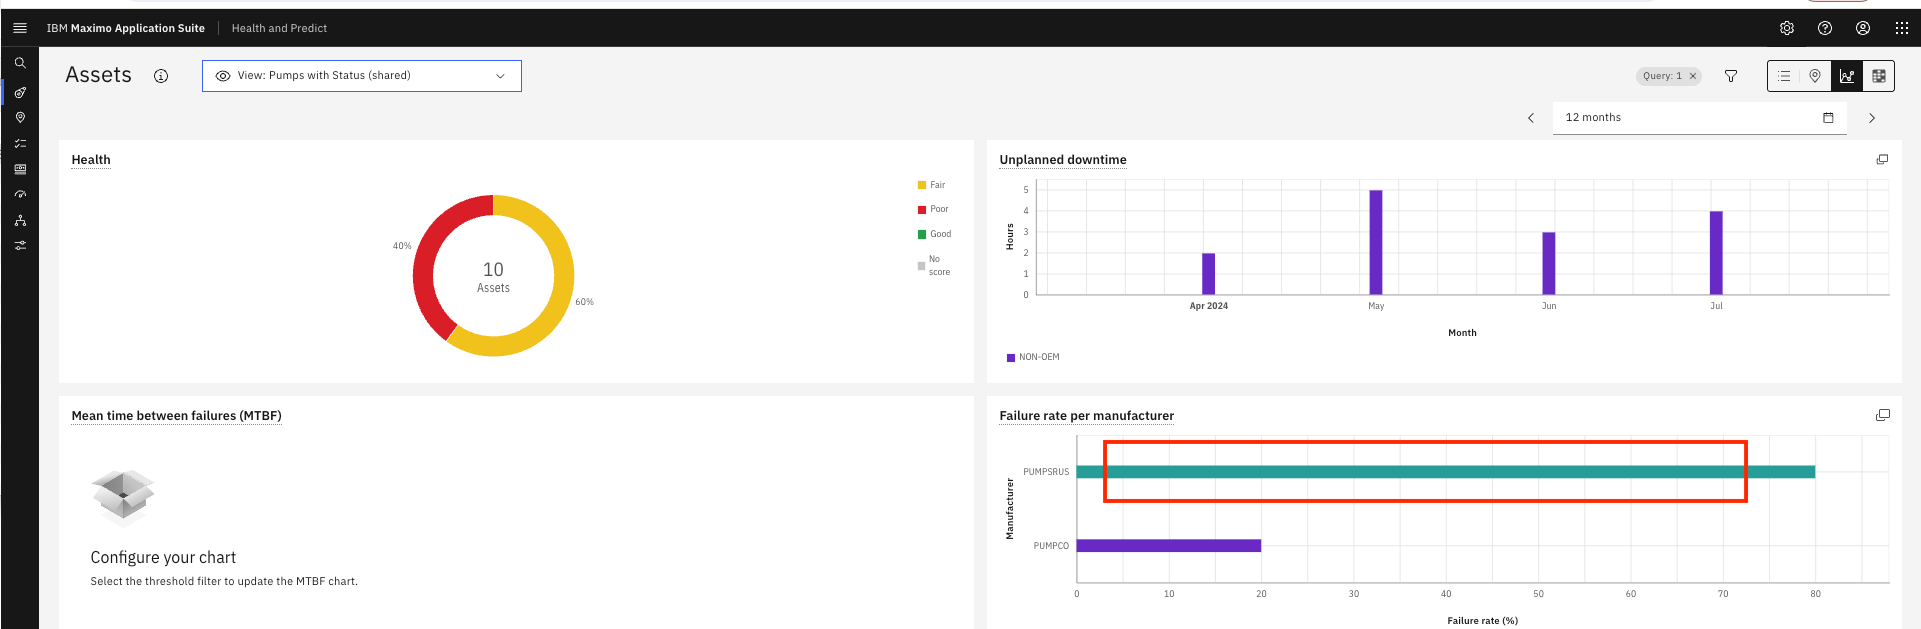 IBM Maximo Application Suite
Health and Predict
Assets
View: Pumps with Status (shared)
Query: 1
12 months
Health
Fair
Poor
Good
No
score
40%
10
Assets
60%
Unplanned downtime
5
4
3
2
1
0
Hours
Apr 2024
May
Jun
Jul
Month
NON-OEM
Mean time between failures (MTBF)
Configure your chart
Select the threshold filter to update the MTBF chart.
Failure rate per manufacturer
PUMPSRUS
PUMPCO
Manufacturer
0
10
20
30
40
50
60
70
80
Failure rate (%)